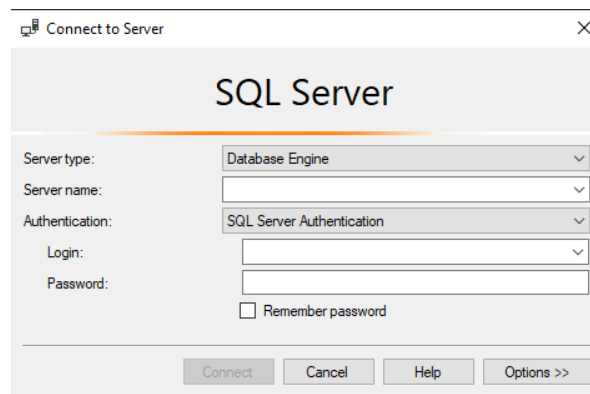 Connect to Server
SQL Server
Server type: Database Engine
Server name:
Authentication: SQL Server Authentication
Login:
Password:
Remember password
Connect Cancel Help Options >>